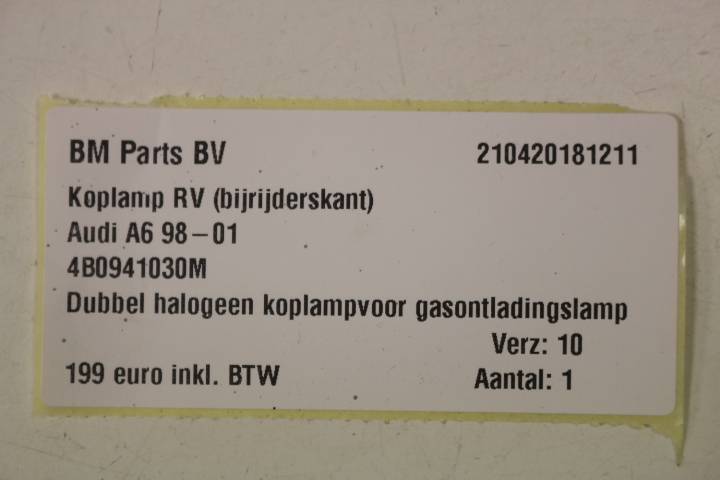 BM Parts BV 210420181211
Koplamp RV (bijrijderskant)
Audi A6 98-01
4B0941030M
Dubbel halogeen koplampvoor gasontladingslamp
Verz: 10
199 euro inkl. BTW Aantal: 1